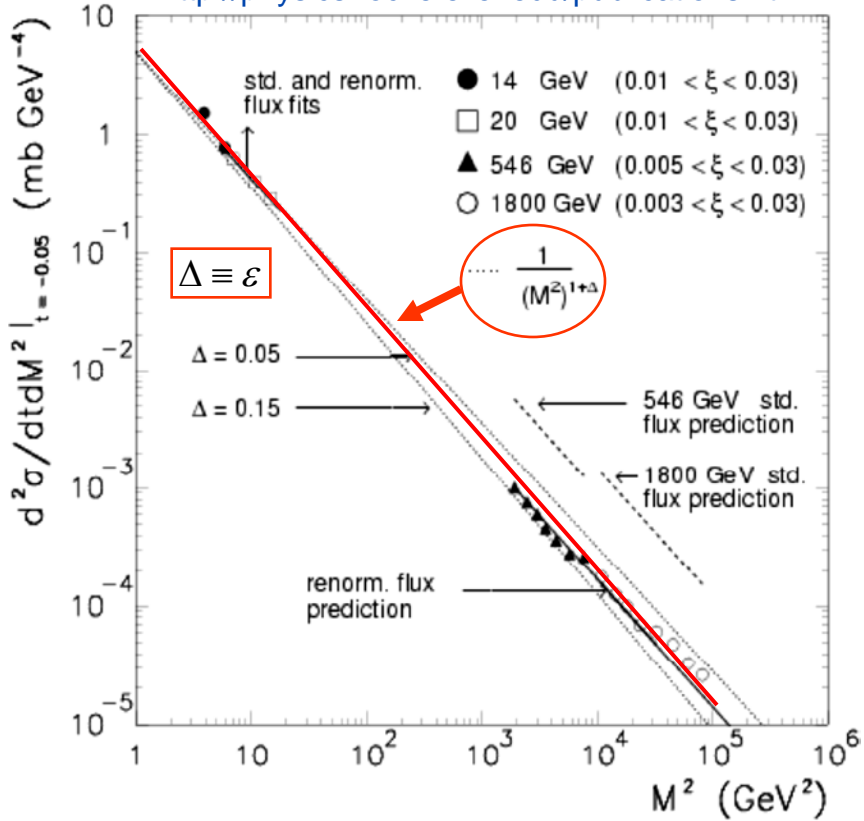 10
1
10⁻¹
10⁻²
10⁻³
10⁻⁴
10⁻⁵
d²σ/dtdM²|ₜ ₌ ₋₀.₀₅ (mb GeV⁻⁴)
std. and renorm.
flux fits
● 14 GeV (0.01 < ξ < 0.03)
□ 20 GeV (0.01 < ξ < 0.03)
▲ 546 GeV (0.005 < ξ < 0.03)
○ 1800 GeV (0.003 < ξ < 0.03)
Δ ≡ ε
1
(M²)¹⁺Δ
Δ = 0.05
Δ = 0.15
546 GeV std.
flux prediction
1800 GeV std.
flux prediction
renorm. flux
prediction
1 10 10² 10³ 10⁴ 10⁵ 10⁶
M² (GeV²)